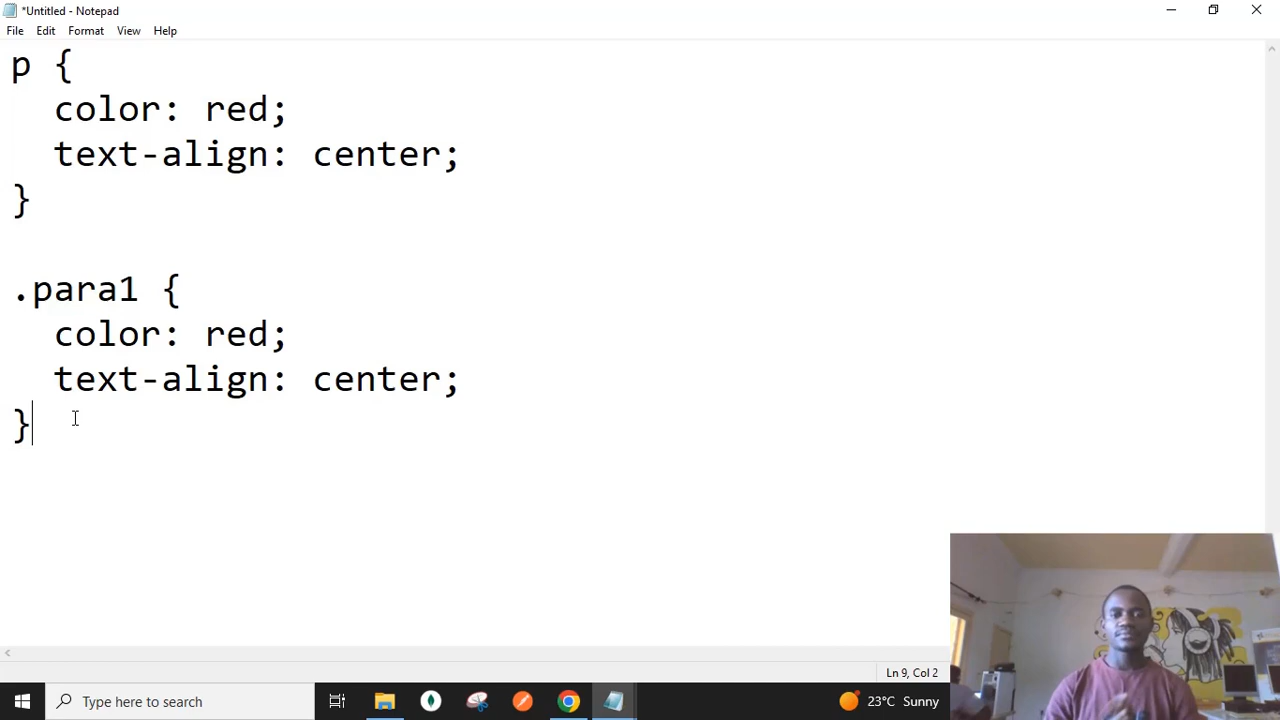 *Untitled - Notepad
File Edit Format View Help
p {
  color: red;
  text-align: center;
}

.para1 {
  color: red;
  text-align: center;
}
Ln 9, Col 2
Type here to search
23°C Sunny